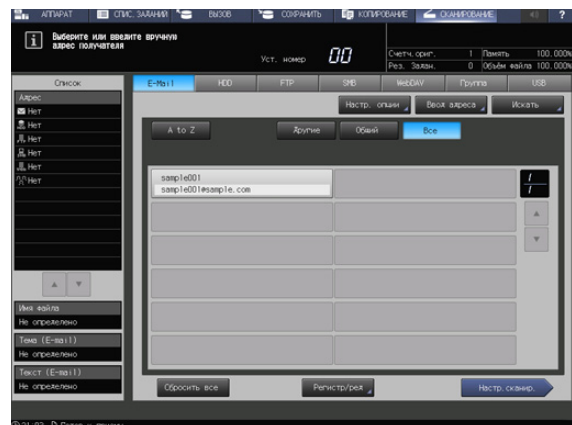 АППАРАТ
СПИС. ЗАДАНИЙ
ВЫЗОВ
СОХРАНИТЬ
КОПИРОВАНИЕ
СКАНИРОВАНИЕ
?
Выберите или введите вручную
адрес получателя
Уст. номер 00
Счетч. ориг. 1 Память 100.000%
Рез. Задан. 0 Объём файла 100.000%
Список
E-Mail HDD FTP SMB WebDAV Группа USB
Адрес
Нет
Нет
Нет
Нет
Нет
Нет
Настр. опции Ввод адреса Искать
A to Z Другие Общий Все
sample001
sample001@sample.com
1
1
Имя файла
Не определено
Тема (E-mail)
Не определено
Текст (E-mail)
Не определено
Сбросить все Регистр/ред Настр. сканир.